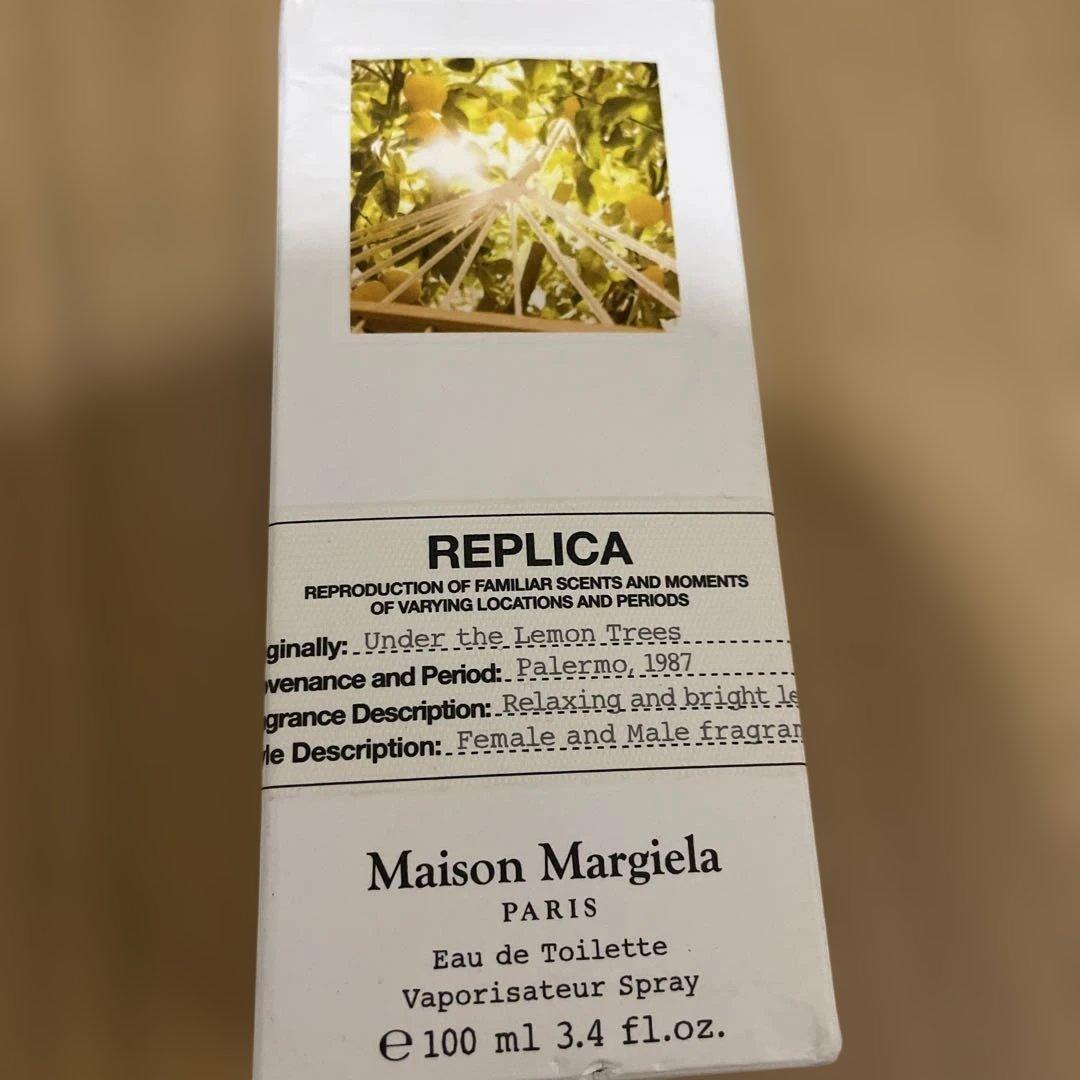 REPLICA
REPRODUCTION OF FAMILIAR SCENTS AND MOMENTS
OF VARYING LOCATIONS AND PERIODS
ginally: Under the Lemon Trees
venance and Period: Palermo, 1987
grance Description: Relaxing and bright le
le Description: Female and Male fragran
Maison Margiela
PARIS
Eau de Toilette
Vaporisateur Spray
℮ 100 ml 3.4 fl.oz.